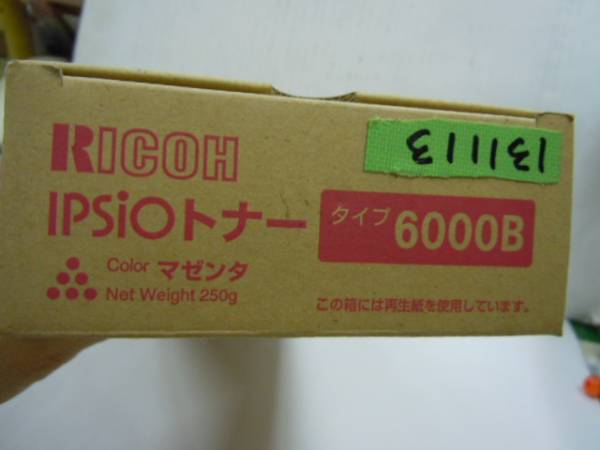 RICOH
131113
IPSiOトナー
タイプ 6000B
Color マゼンタ
Net Weight 250g
この箱には再生紙を使用しています。